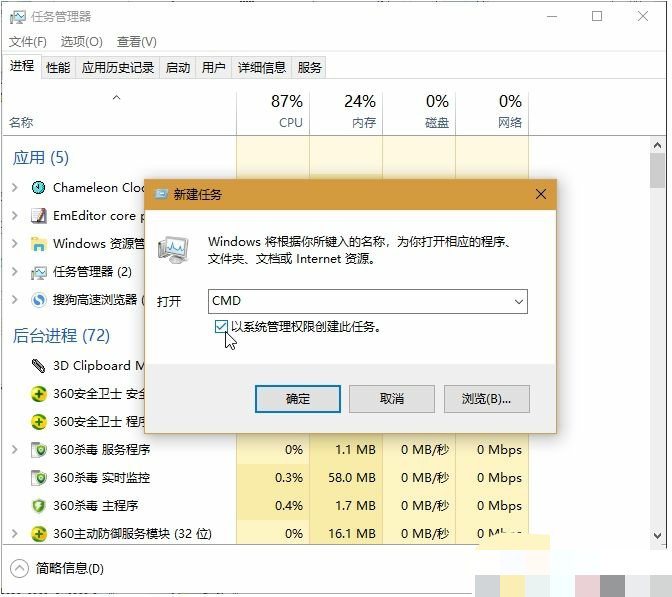 任务管理器
文件(F) 选项(O) 查看(V)
进程 性能 应用历史记录 启动 用户 详细信息 服务
87% 24% 0% 0%
名称 CPU 内存 磁盘 网络
应用 (5)
Chameleon Cloc
EmEditor core p
Windows 资源管
任务管理器 (2)
搜狗高速浏览器 (
后台进程 (72)
3D Clipboard M
360安全卫士 安全
360安全卫士 程序
360杀毒 服务程序 0% 1.1 MB 0 MB/秒 0 Mbps
360杀毒 实时监控 0.3% 58.0 MB 0 MB/秒 0 Mbps
360杀毒 主程序 0.4% 1.7 MB 0 MB/秒 0 Mbps
360主动防御服务模块 (32 位) 0% 16.1 MB 0 MB/秒 0 Mbps
简略信息(D)
新建任务
Windows 将根据你所键入的名称，为你打开相应的程序、
文件夹、文档或 Internet 资源。
打开 CMD
以系统管理权限创建此任务。
确定 取消 浏览(B)...